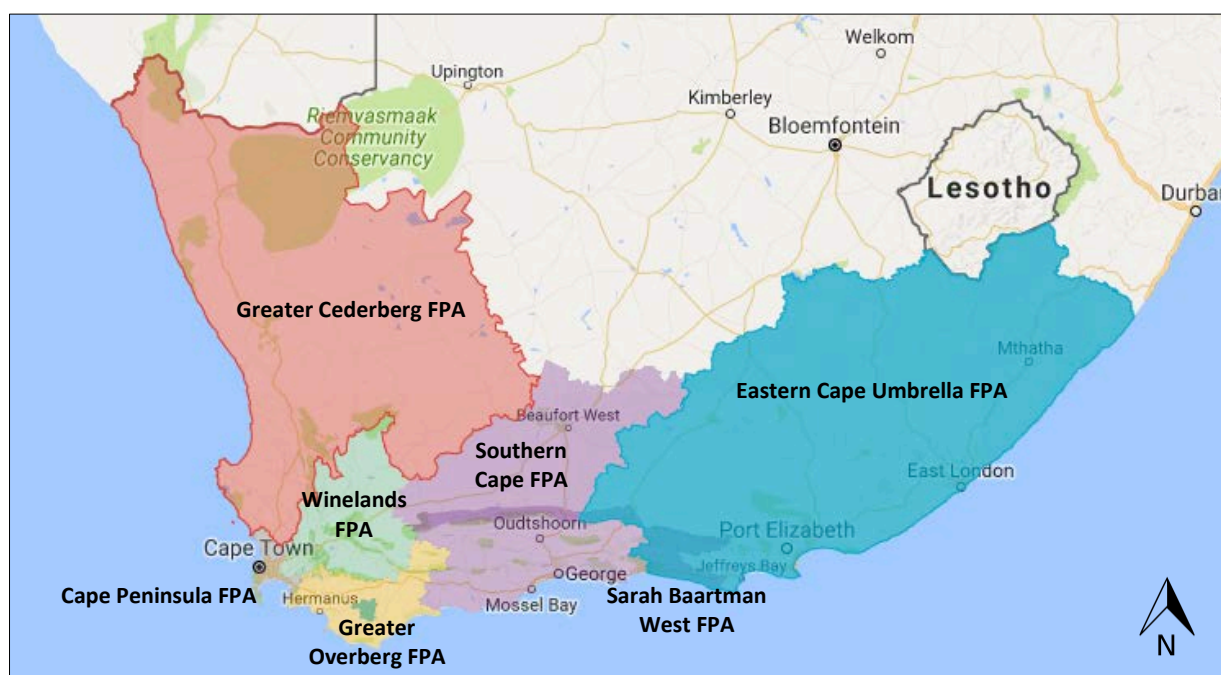 Welkom
Upington
Kimberley
Riemvasmaak
Community
Conservancy
Bloemfontein
Lesotho
Durban
Greater Cederberg FPA
Mthatha
Eastern Cape Umbrella FPA
Beaufort West
Southern
Cape FPA
East London
Winelands
FPA
Oudtshoorn
Port Elizabeth
Cape Town
Jeffreys Bay
George
Cape Peninsula FPA
Hermanus
Mossel Bay
Sarah Baartman
West FPA
Greater
Overberg FPA
N